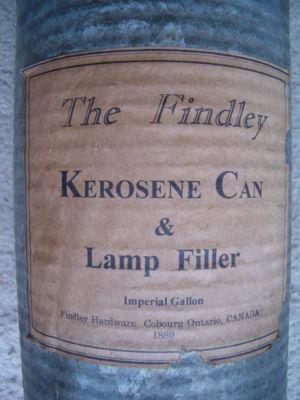 The Findley
KEROSENE CAN
&
LAMP FILLER
Imperial Gallon
Findley Hardware. Cobourg Ontario, CANADA
1889